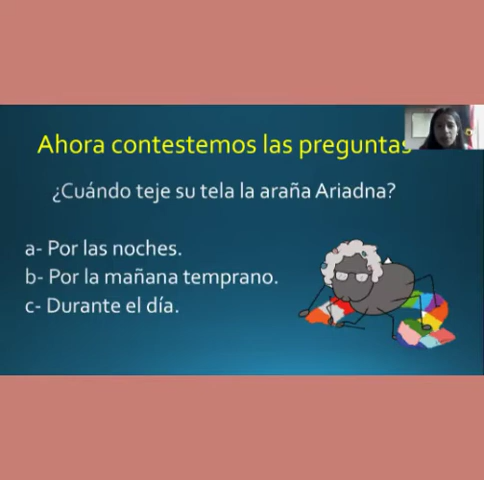 Ahora contestemos las preguntas
¿Cuándo teje su tela la araña Ariadna?
a- Por las noches.
b- Por la mañana temprano.
c- Durante el día.